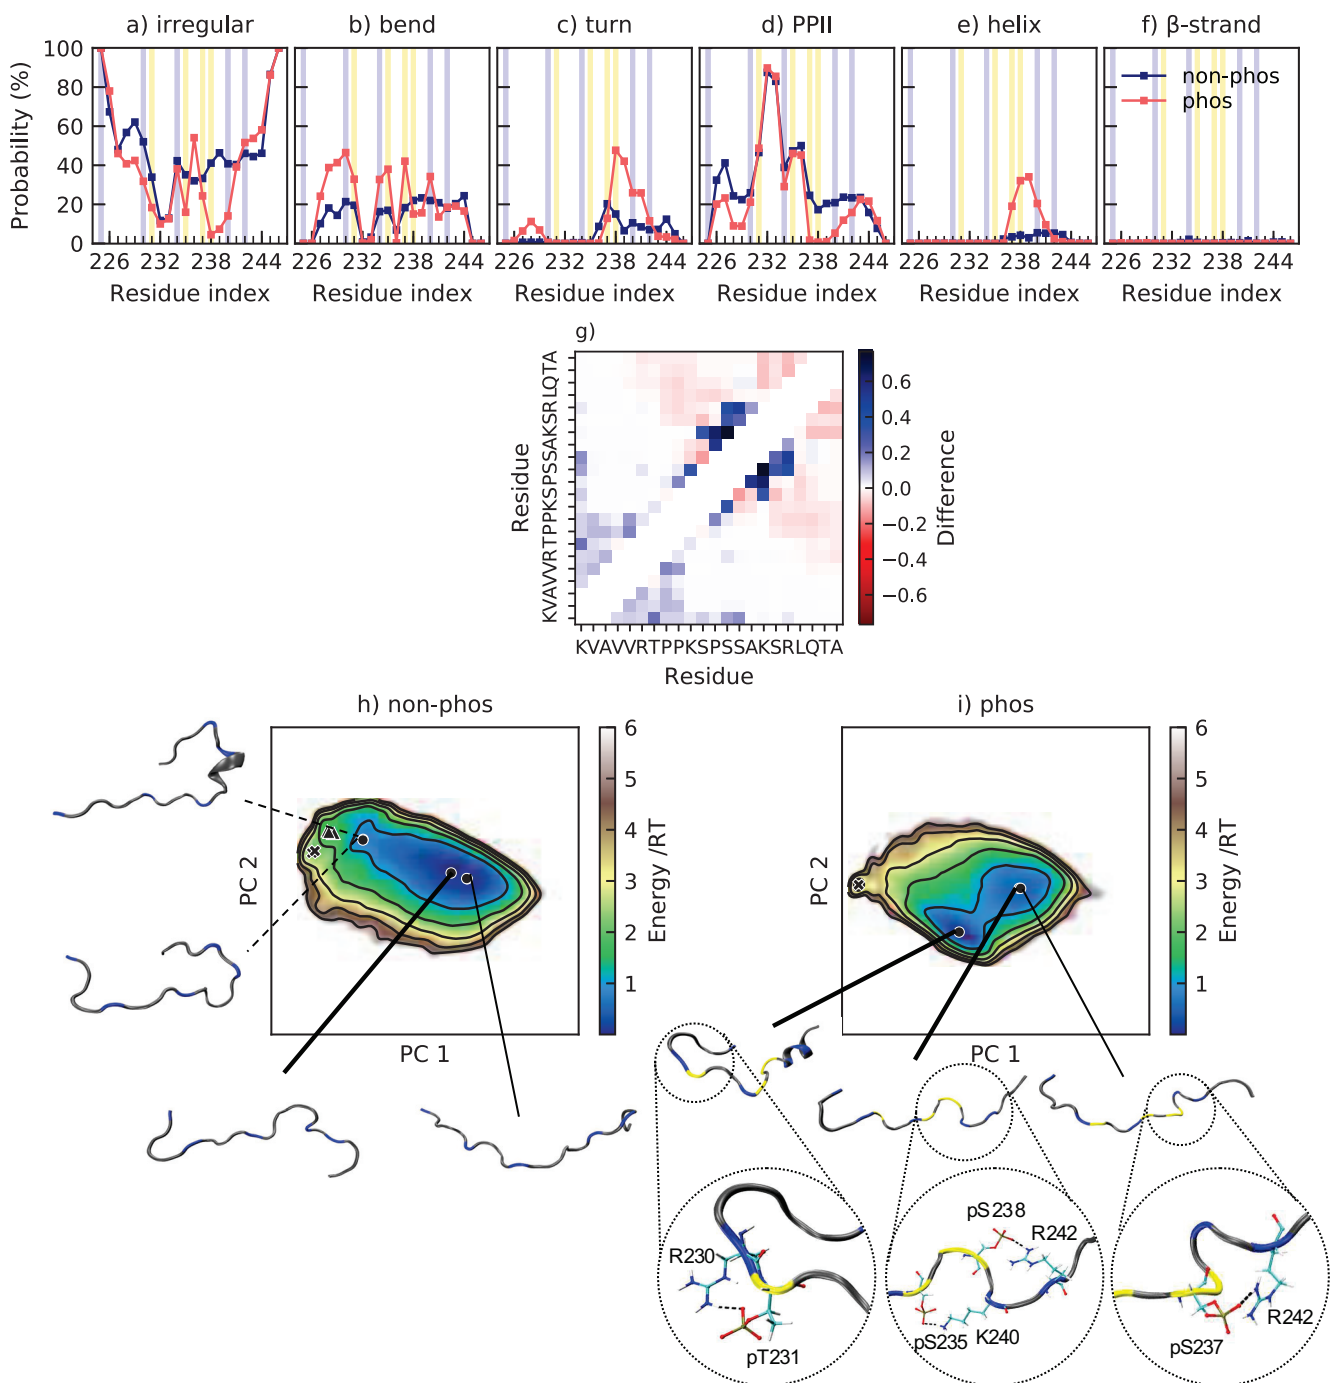 a) irregular b) bend c) turn d) PPII e) helix f) β-strand
Probability (%)
100
80
60
40
20
0
non-phos
phos
226 232 238 244 226 232 238 244 226 232 238 244 226 232 238 244 226 232 238 244 226 232 238 244
Residue index Residue index Residue index Residue index Residue index Residue index
g)
Residue
KVAVVRTPPKSPSSAKSRLQTA
0.6
0.4
0.2
0.0
−0.2
−0.4
−0.6
Difference
KVAVVRTPPKSPSSAKSRLQTA
Residue
h) non-phos
PC 2
PC 1
6
5
4
3
2
1
Energy /RT
i) phos
PC 2
PC 1
6
5
4
3
2
1
Energy /RT
R230
pT231
pS238
R242
pS235
K240
pS237
R242